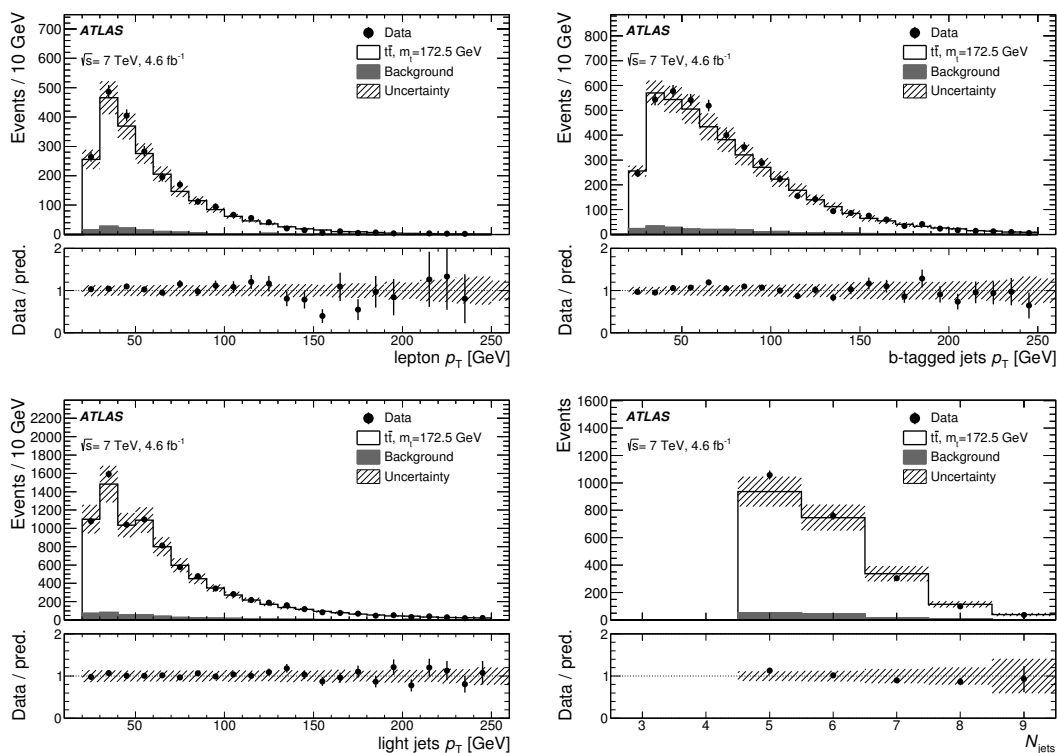 Events / 10 GeV
700
600
500
400
300
200
100
0
ATLAS
√s= 7 TeV, 4.6 fb⁻¹
Data
tt̄, mₜ=172.5 GeV
Background
Uncertainty
Data / pred.
2
1
0
50 100 150 200 250
lepton p_T [GeV]
Events / 10 GeV
800
700
600
500
400
300
200
100
0
ATLAS
√s= 7 TeV, 4.6 fb⁻¹
Data
tt̄, mₜ=172.5 GeV
Background
Uncertainty
Data / pred.
2
1
0
50 100 150 200 250
b-tagged jets p_T [GeV]
Events / 10 GeV
2200
2000
1800
1600
1400
1200
1000
800
600
400
200
0
ATLAS
√s= 7 TeV, 4.6 fb⁻¹
Data
tt̄, mₜ=172.5 GeV
Background
Uncertainty
Data / pred.
2
1
0
50 100 150 200 250
light jets p_T [GeV]
Events
1600
1400
1200
1000
800
600
400
200
0
ATLAS
√s= 7 TeV, 4.6 fb⁻¹
Data
tt̄, mₜ=172.5 GeV
Background
Uncertainty
Data / pred.
2
1
0
3 4 5 6 7 8 9
N_jets